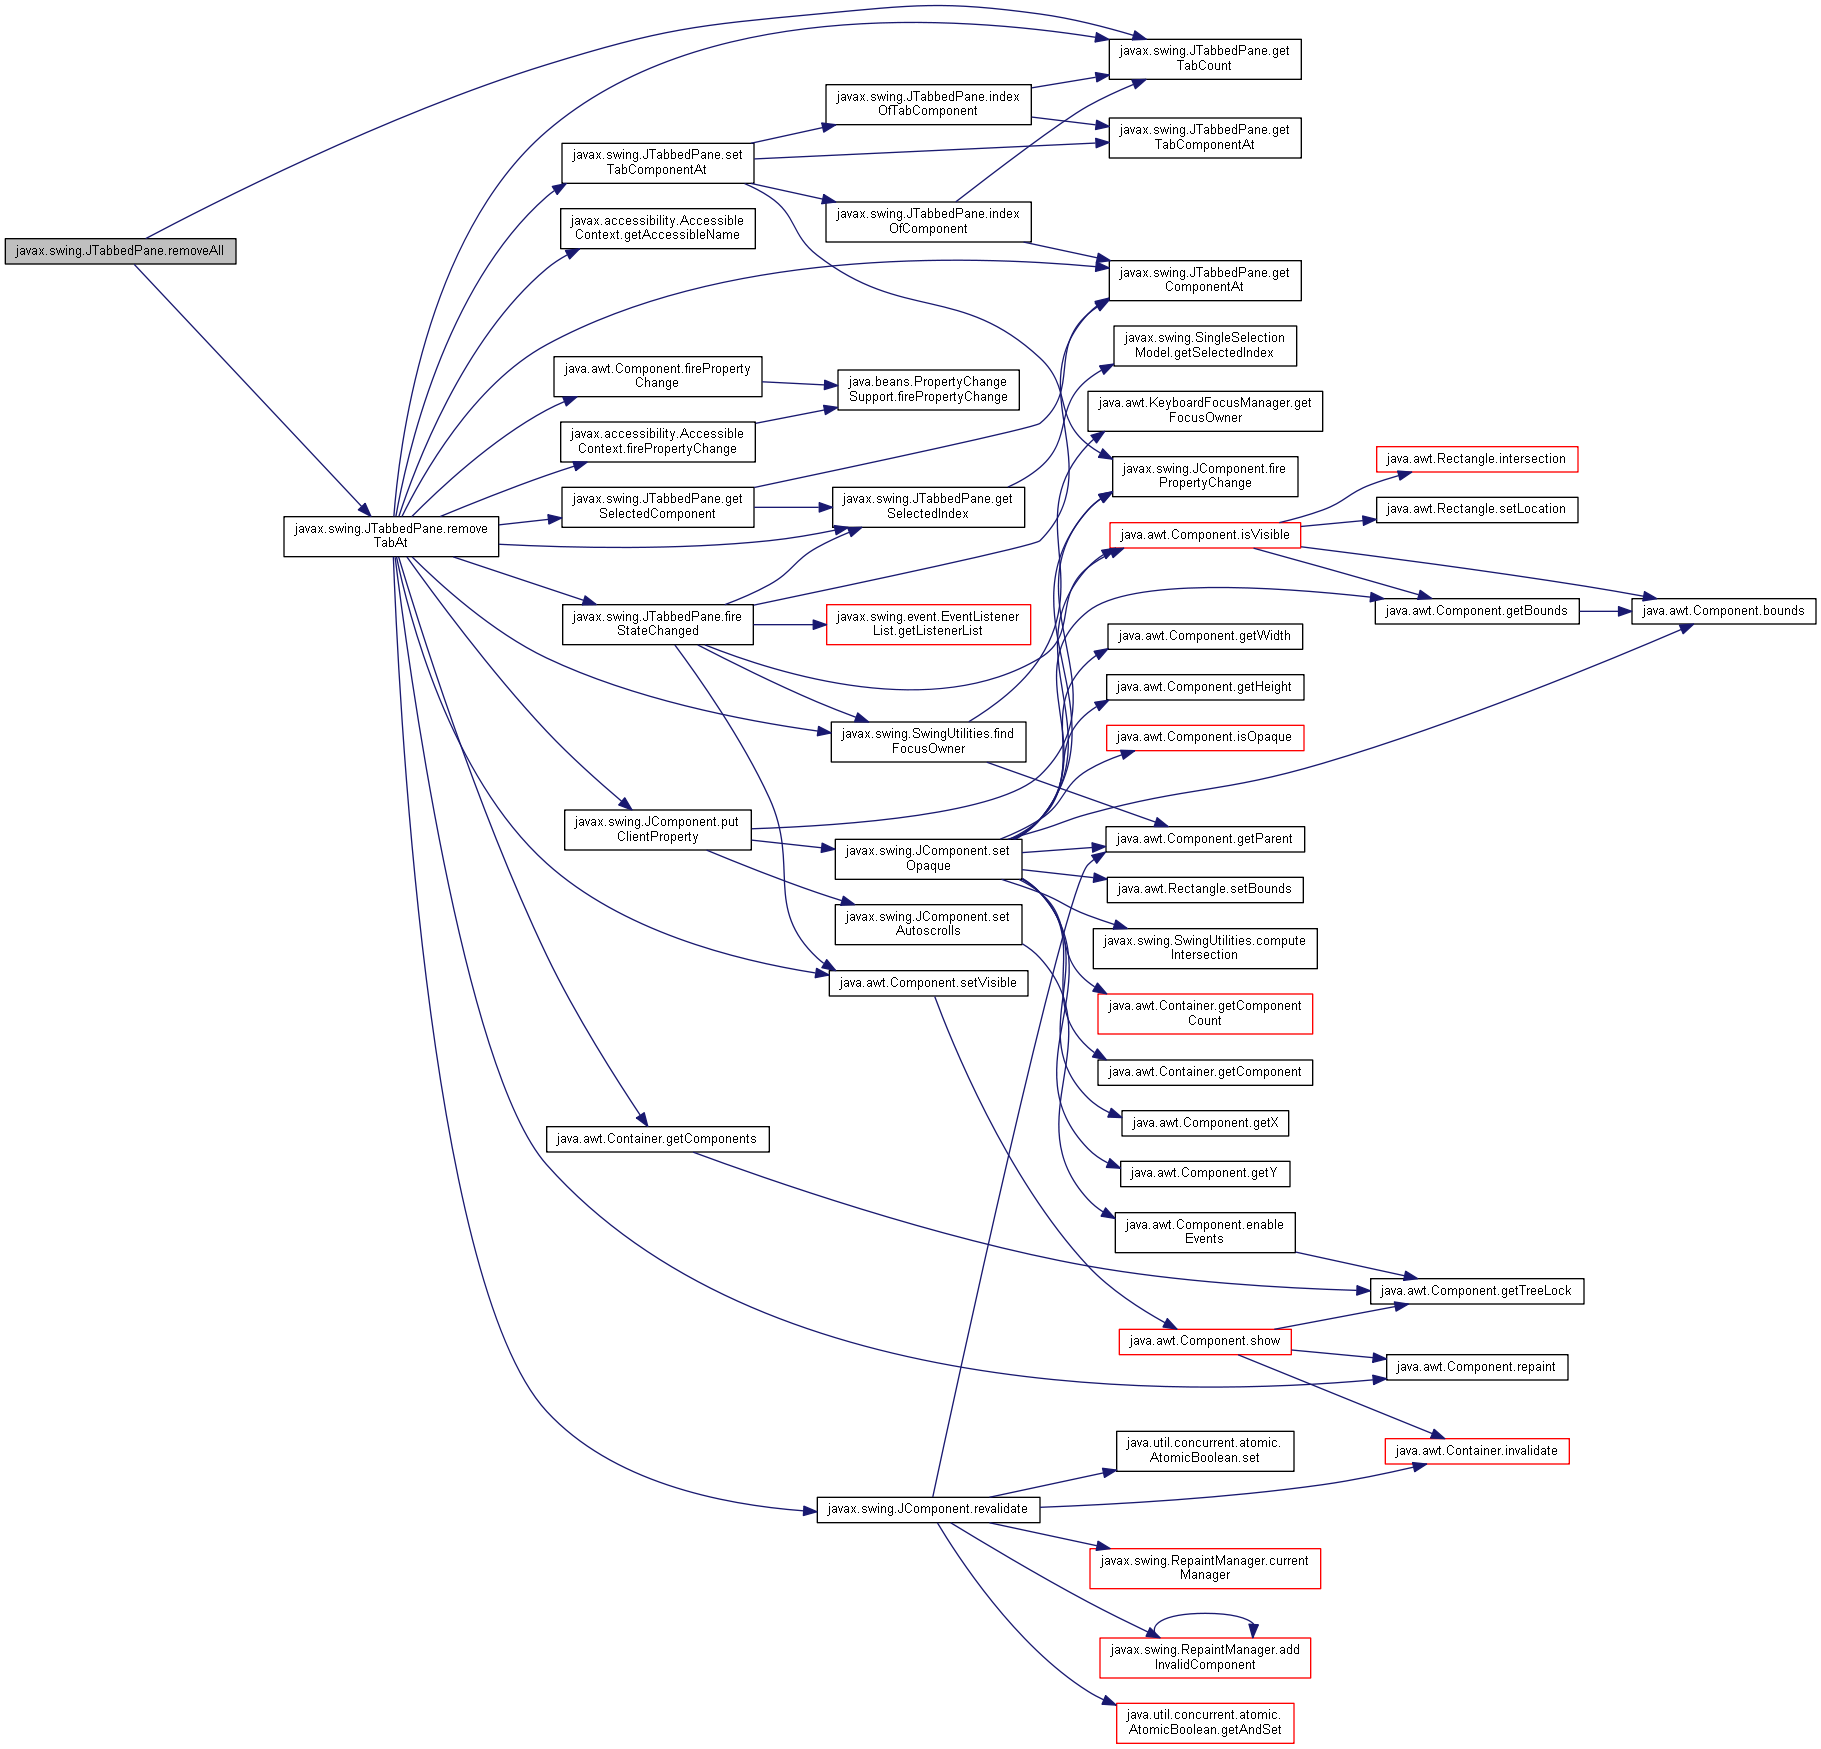 javax.swing.JTabbedPane.removeAll
javax.swing.JTabbedPane.remove
TabAt
javax.swing.JTabbedPane.set
TabComponentAt
javax.accessibility.Accessible
Context.getAccessibleName
java.awt.Component.fireProperty
Change
javax.accessibility.Accessible
Context.firePropertyChange
javax.swing.JTabbedPane.get
SelectedComponent
javax.swing.JTabbedPane.fire
StateChanged
javax.swing.JComponent.put
ClientProperty
java.awt.Container.getComponents
javax.swing.JTabbedPane.index
OfTabComponent
javax.swing.JTabbedPane.index
OfComponent
java.beans.PropertyChange
Support.firePropertyChange
javax.swing.JTabbedPane.get
SelectedIndex
javax.swing.event.EventListener
List.getListenerList
javax.swing.SwingUtilities.find
FocusOwner
javax.swing.JComponent.set
Opaque
javax.swing.JComponent.set
Autoscrolls
java.awt.Component.setVisible
javax.swing.JComponent.revalidate
javax.swing.JTabbedPane.get
TabCount
javax.swing.JTabbedPane.get
TabComponentAt
javax.swing.JTabbedPane.get
ComponentAt
javax.swing.SingleSelection
Model.getSelectedIndex
java.awt.KeyboardFocusManager.get
FocusOwner
javax.swing.JComponent.fire
PropertyChange
java.awt.Component.isVisible
java.awt.Component.getWidth
java.awt.Component.getHeight
java.awt.Component.isOpaque
java.awt.Component.getParent
java.awt.Rectangle.setBounds
javax.swing.SwingUtilities.compute
Intersection
java.awt.Container.getComponent
Count
java.awt.Container.getComponent
java.awt.Component.getX
java.awt.Component.getY
java.awt.Component.enable
Events
java.awt.Component.show
java.util.concurrent.atomic.
AtomicBoolean.set
javax.swing.RepaintManager.current
Manager
javax.swing.RepaintManager.add
InvalidComponent
java.util.concurrent.atomic.
AtomicBoolean.getAndSet
java.awt.Rectangle.intersection
java.awt.Rectangle.setLocation
java.awt.Component.getBounds
java.awt.Component.getTreeLock
java.awt.Component.repaint
java.awt.Container.invalidate
java.awt.Component.bounds